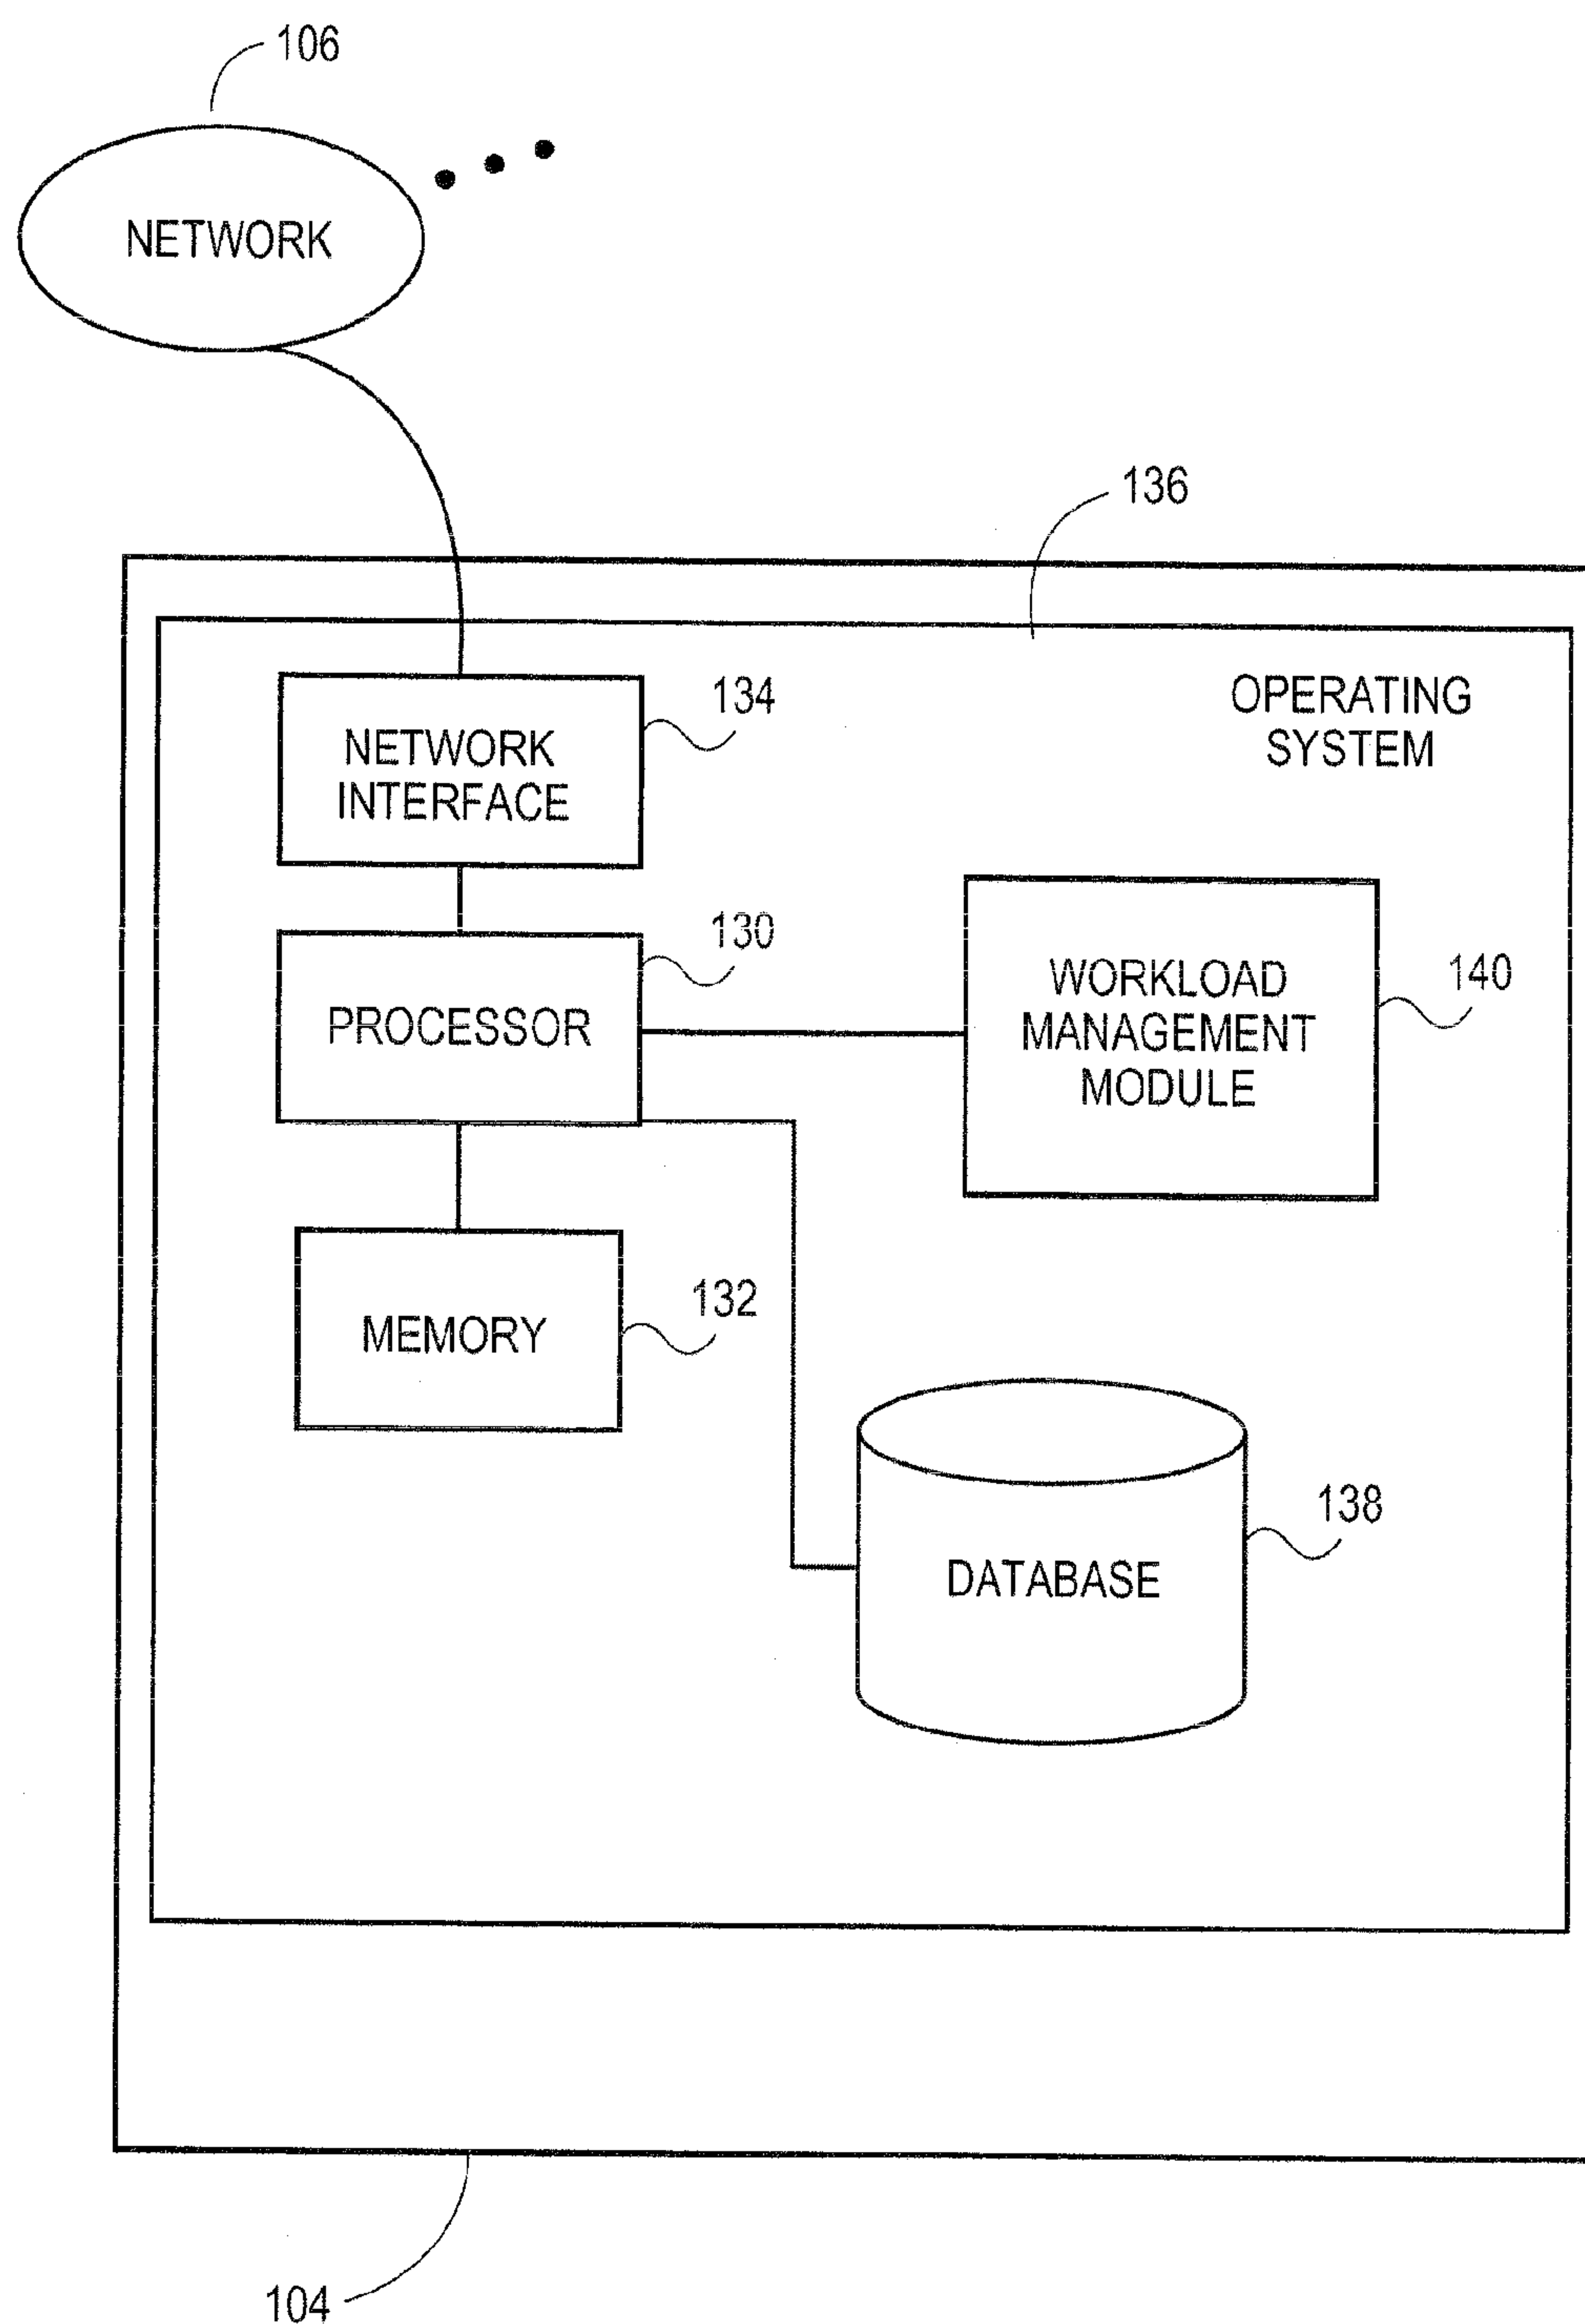 106
NETWORK
136
134
OPERATING
SYSTEM
NETWORK
INTERFACE
130
PROCESSOR
WORKLOAD
MANAGEMENT
MODULE
140
132
MEMORY
138
DATABASE
104